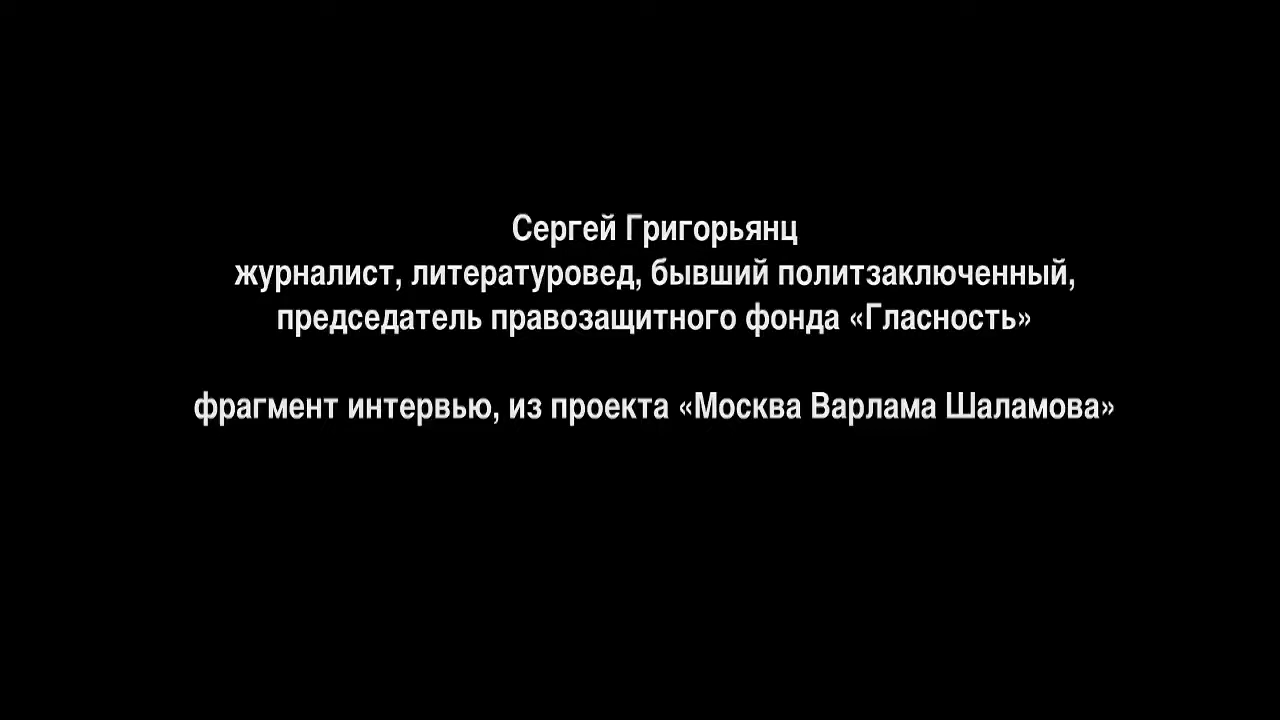 Сергей Григорьянц
журналист, литературовед, бывший политзаключенный,
председатель правозащитного фонда «Гласность»
фрагмент интервью, из проекта «Москва Варлама Шаламова»